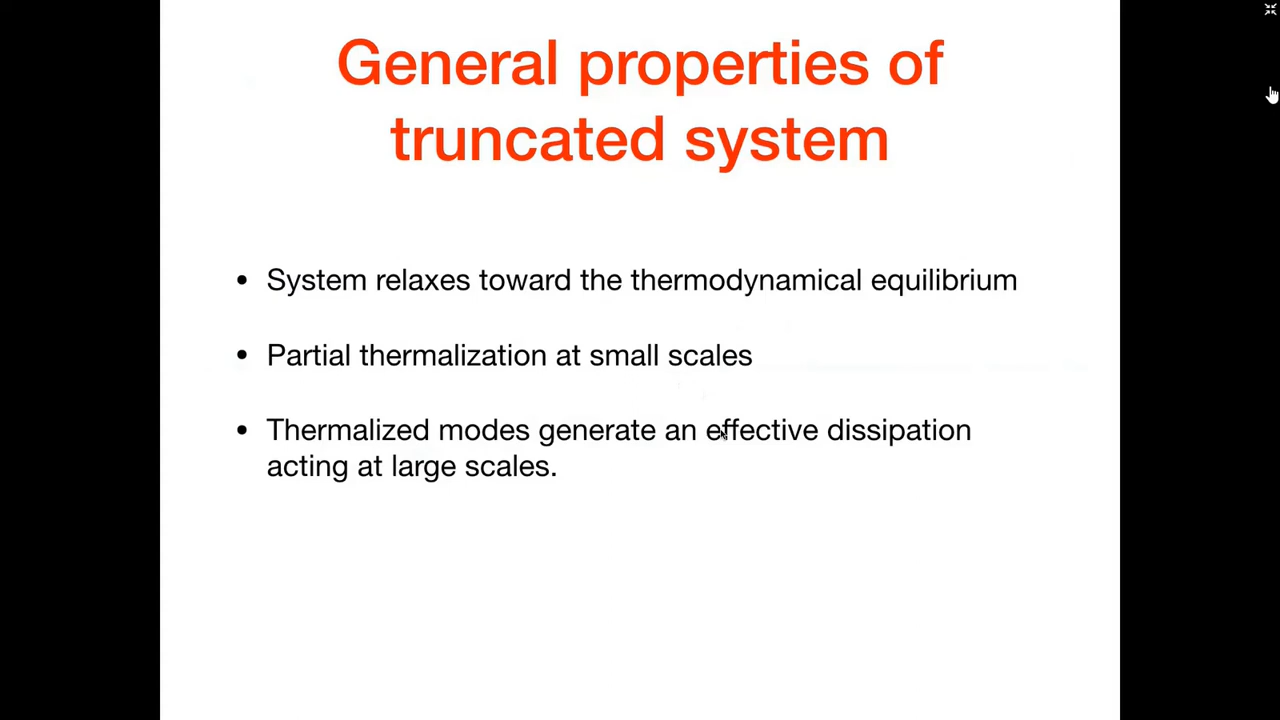 General properties of
truncated system
• System relaxes toward the thermodynamical equilibrium
• Partial thermalization at small scales
• Thermalized modes generate an effective dissipation
acting at large scales.